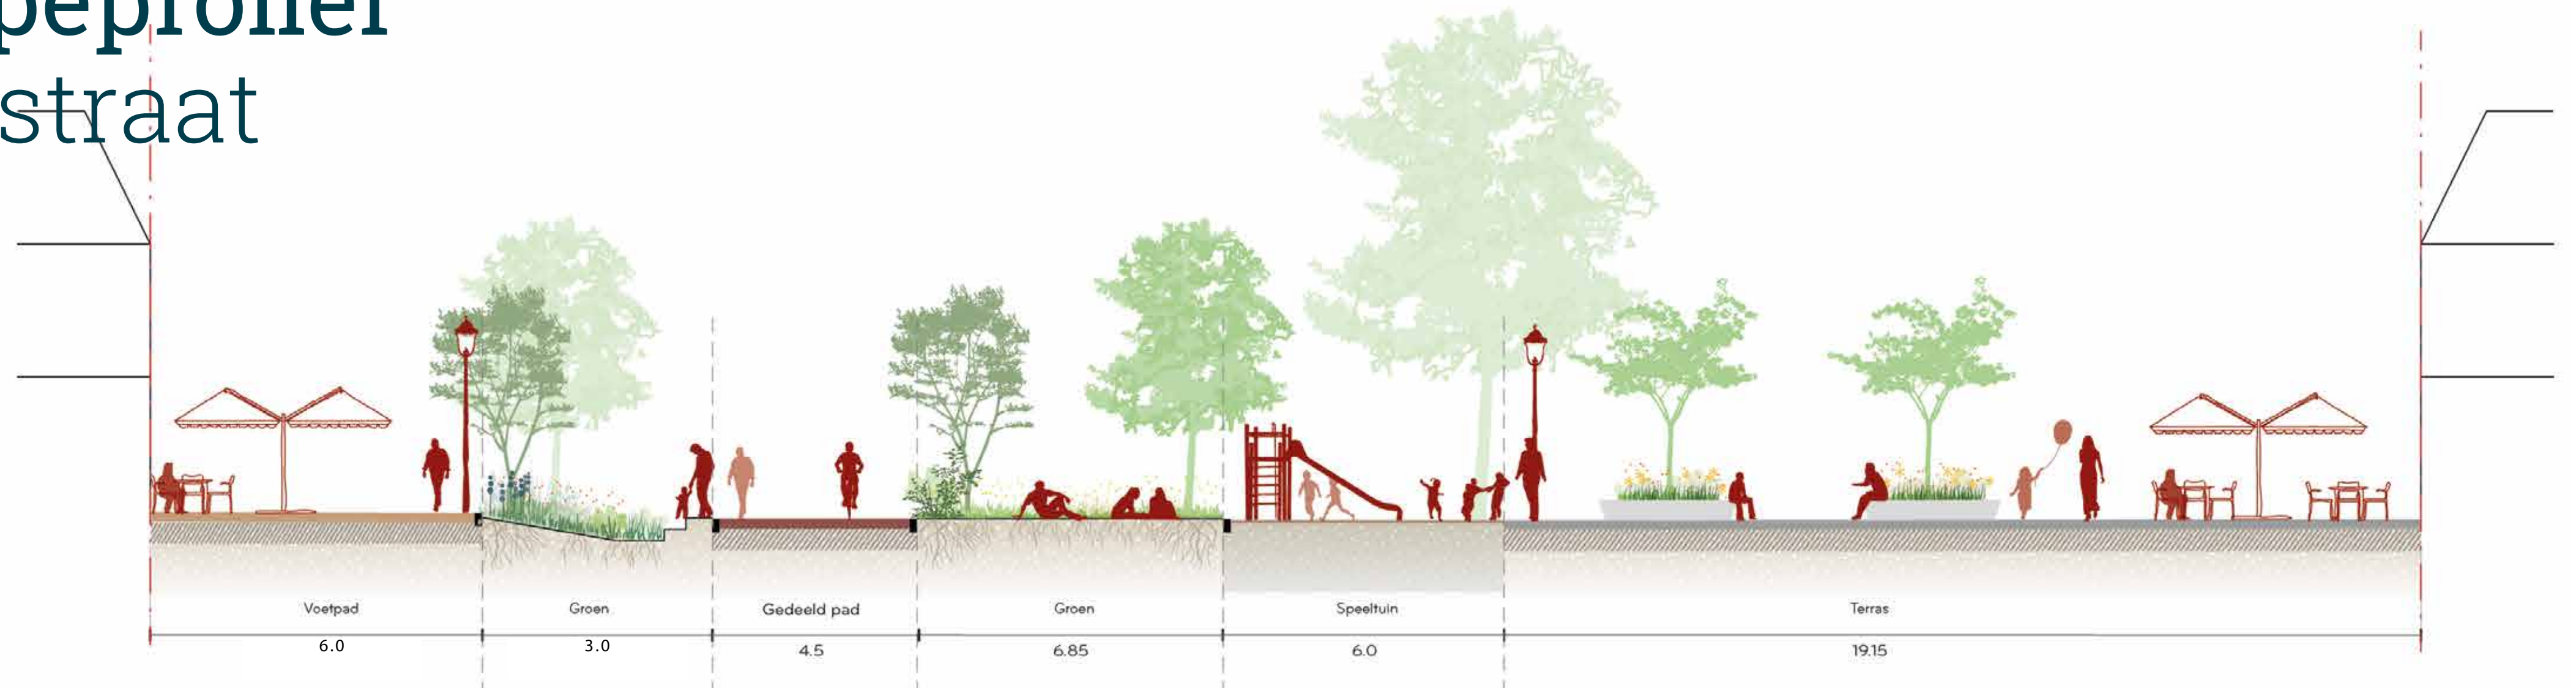 straat
Voetpad Groen Gedeeld pad Groen Speeltuin Terras
6.0 3.0 4.5 6.85 6.0 19.15